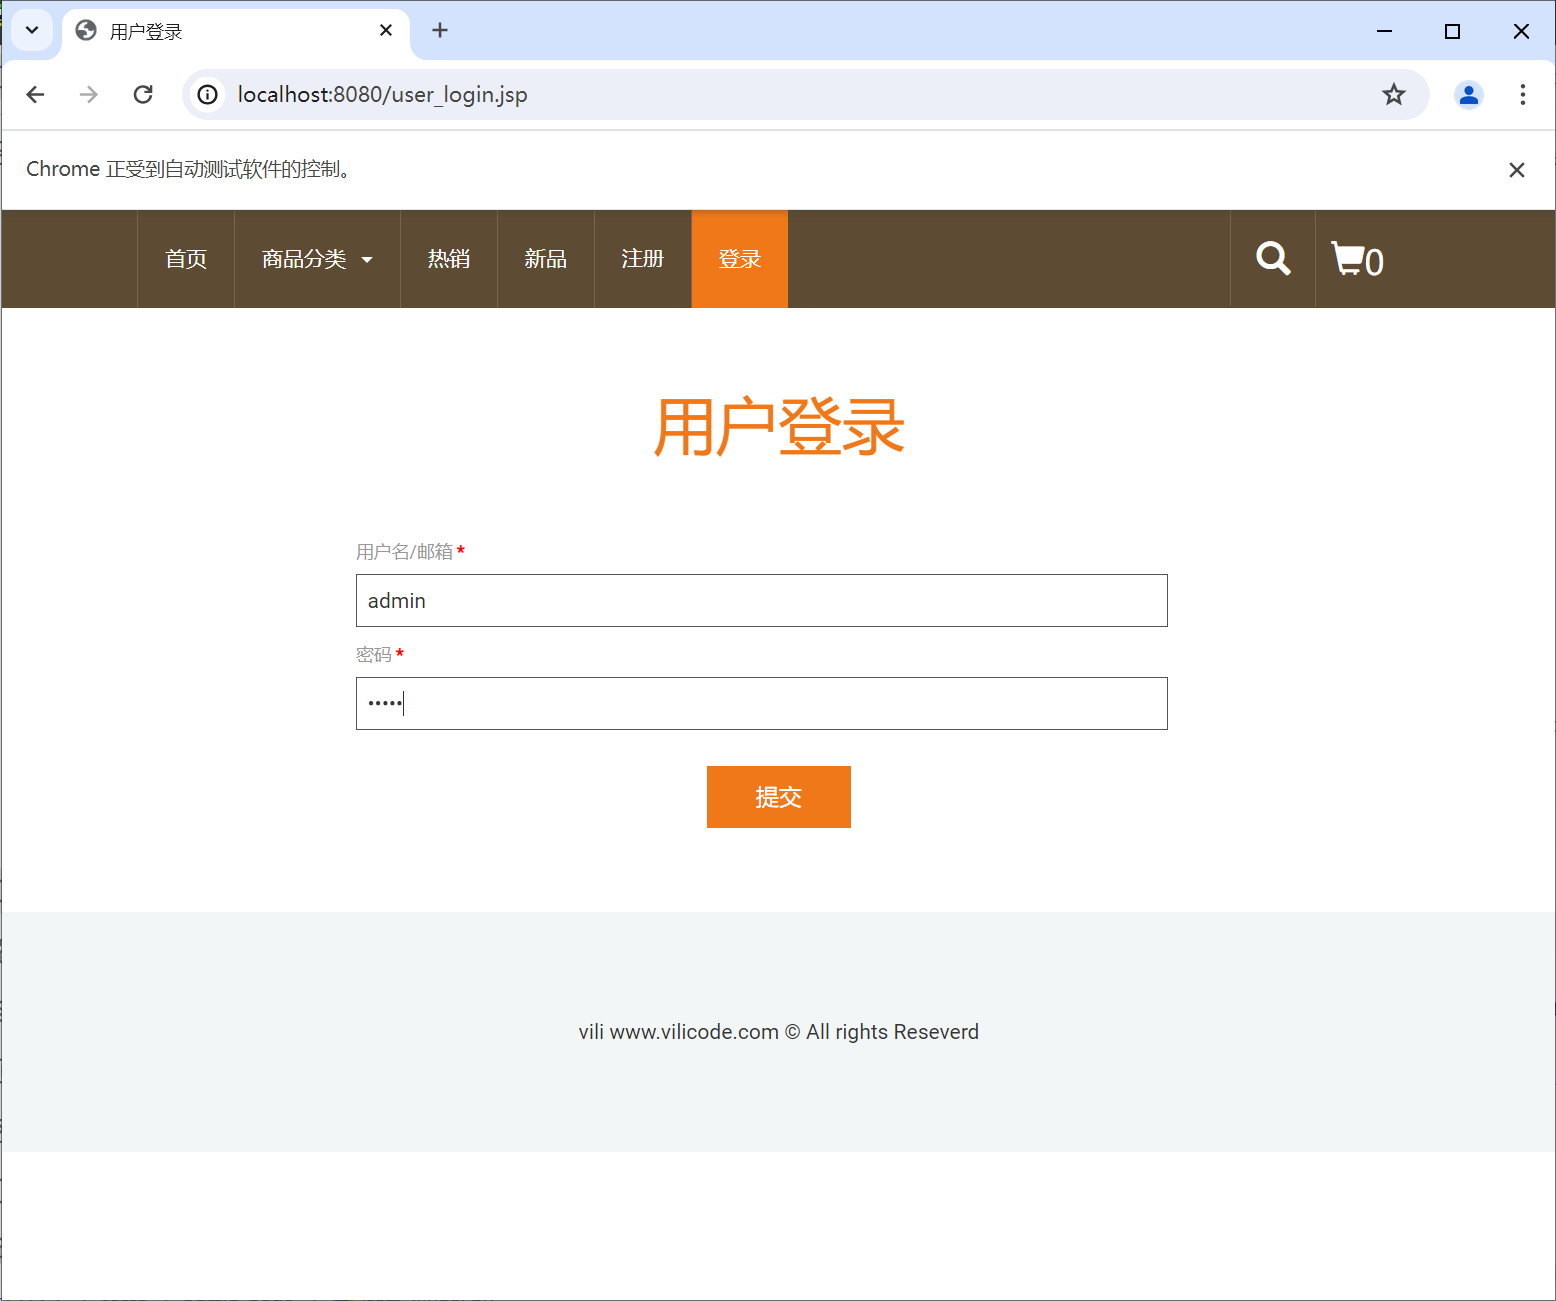 用户登录
localhost:8080/user_login.jsp
Chrome 正受到自动测试软件的控制。
首页 商品分类 热销 新品 注册 登录 0
用户登录
用户名/邮箱 *
admin
密码 *
•••••
提交
vili www.vilicode.com © All rights Reseverd